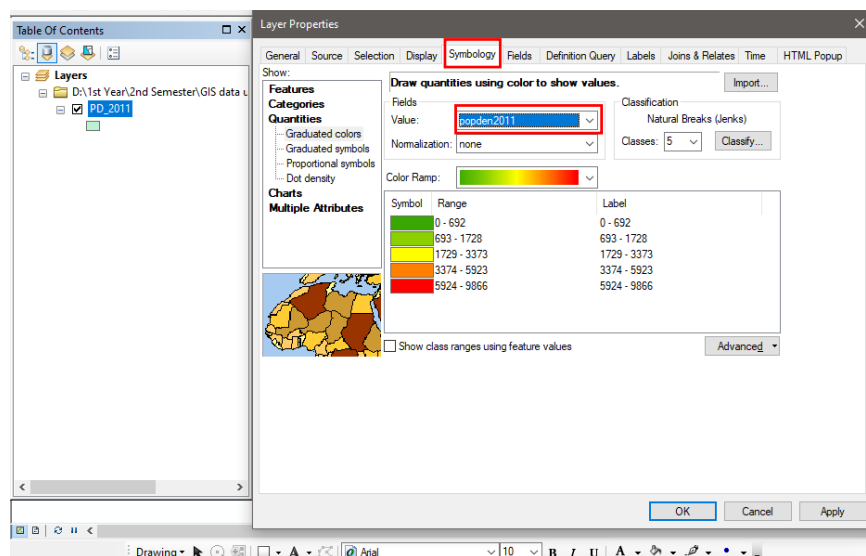 Table Of Contents
Layers
D:\1st Year\2nd Semester\GIS data u
PD_2011
Layer Properties
General Source Selection Display Symbology Fields Definition Query Labels Joins & Relates Time HTML Popup
Show:
Features
Categories
Quantities
Graduated colors
Graduated symbols
Proportional symbols
Dot density
Charts
Multiple Attributes
Draw quantities using color to show values.
Import...
Fields
Value: popden2011
Normalization: none
Classification
Natural Breaks (Jenks)
Classes: 5 Classify...
Color Ramp:
Symbol Range Label
0 - 692 0 - 692
693 - 1728 693 - 1728
1729 - 3373 1729 - 3373
3374 - 5923 3374 - 5923
5924 - 9866 5924 - 9866
Show class ranges using feature values
Advanced
OK Cancel Apply
Drawing A Arial 10 B I U A